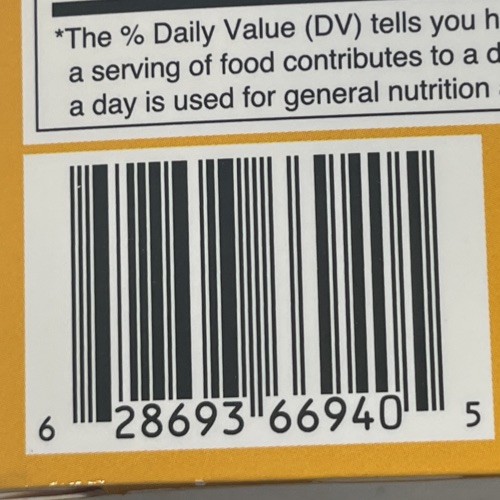 *The % Daily Value (DV) tells you h
a serving of food contributes to a d
a day is used for general nutrition
6 28693 66940 5